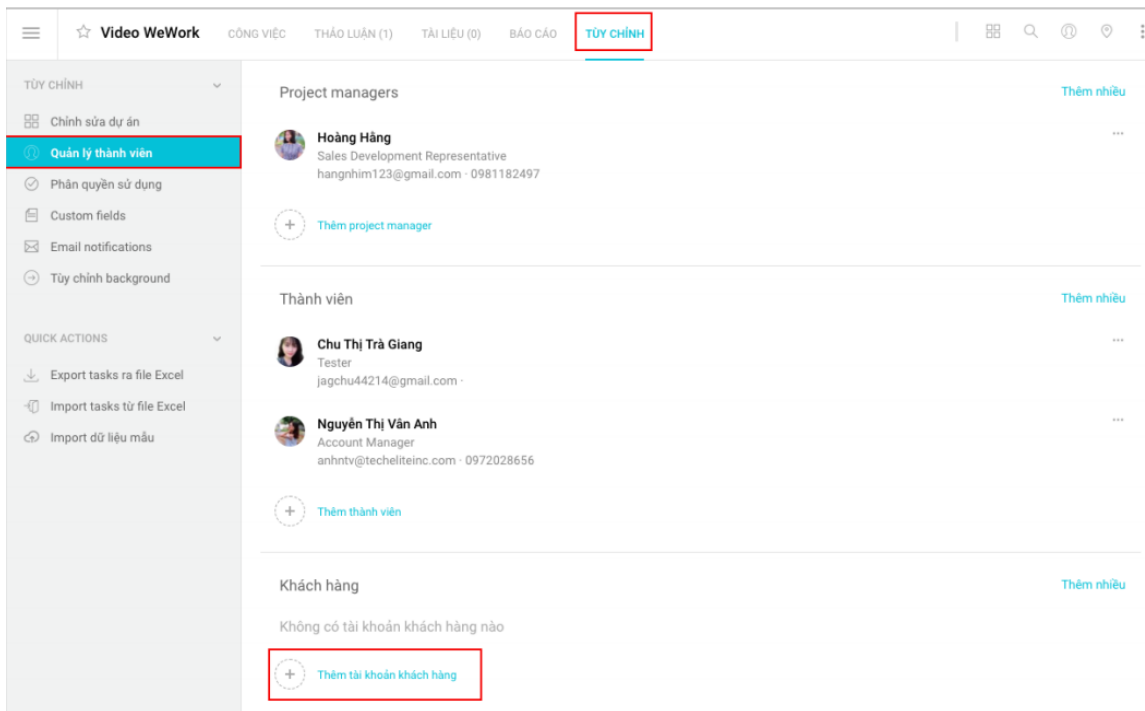 Video WeWork CÔNG VIỆC THẢO LUẬN (1) TÀI LIỆU (0) BÁO CÁO TÙY CHỈNH
TÙY CHỈNH
Chỉnh sửa dự án
Quản lý thành viên
Phân quyền sử dụng
Custom fields
Email notifications
Tùy chỉnh background
QUICK ACTIONS
Export tasks ra file Excel
Import tasks từ file Excel
Import dữ liệu mẫu
Project managers Thêm nhiều
Hoàng Hằng
Sales Development Representative
hangnhim123@gmail.com · 0981182497
Thêm project manager
Thành viên Thêm nhiều
Chu Thị Trà Giang
Tester
jagchu44214@gmail.com ·
Nguyễn Thị Vân Anh
Account Manager
anhntv@techeliteinc.com · 0972028656
Thêm thành viên
Khách hàng Thêm nhiều
Không có tài khoản khách hàng nào
Thêm tài khoản khách hàng